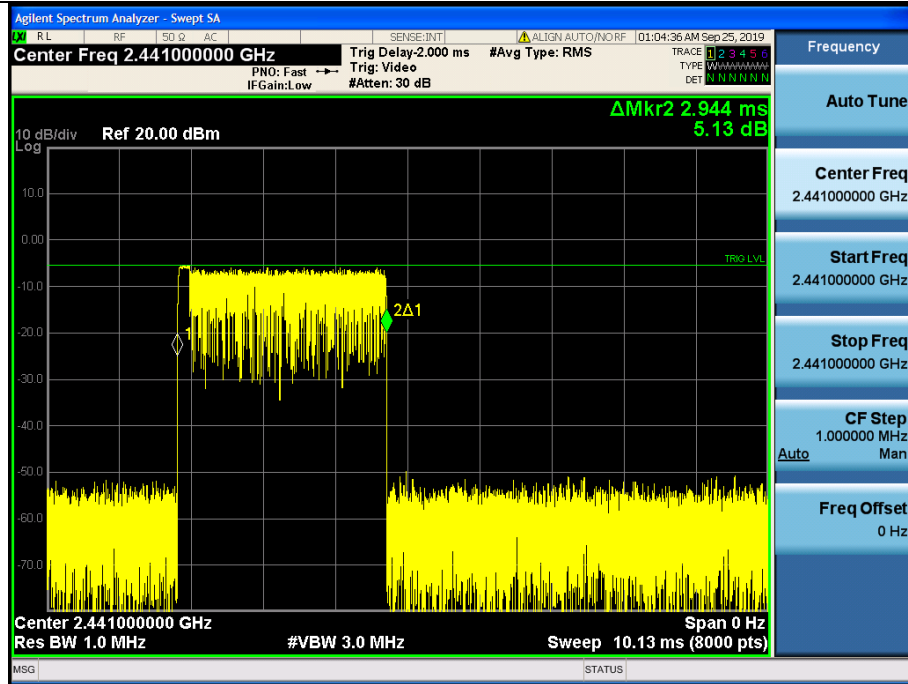 Agilent Spectrum Analyzer - Swept SA
LXI RL RF 50 Ω AC SENSE:INT ALIGN AUTO/NO RF 01:04:36 AM Sep 25, 2019
Center Freq 2.441000000 GHz
PNO: Fast
IFGain:Low
Trig Delay-2.000 ms
Trig: Video
#Atten: 30 dB
#Avg Type: RMS
TRACE 1 2 3 4 5 6
TYPE WWWWWW
DET N N N N N N
ΔMkr2 2.944 ms
5.13 dB
10 dB/div Ref 20.00 dBm
Log
10.0
0.00
TRIG LVL
-10.0
2Δ1
-20.0
1
-30.0
-40.0
-50.0
-60.0
-70.0
Center 2.441000000 GHz Span 0 Hz
Res BW 1.0 MHz #VBW 3.0 MHz Sweep 10.13 ms (8000 pts)
MSG STATUS
Frequency
Auto Tune
Center Freq
2.441000000 GHz
Start Freq
2.441000000 GHz
Stop Freq
2.441000000 GHz
CF Step
1.000000 MHz
Auto Man
Freq Offset
0 Hz